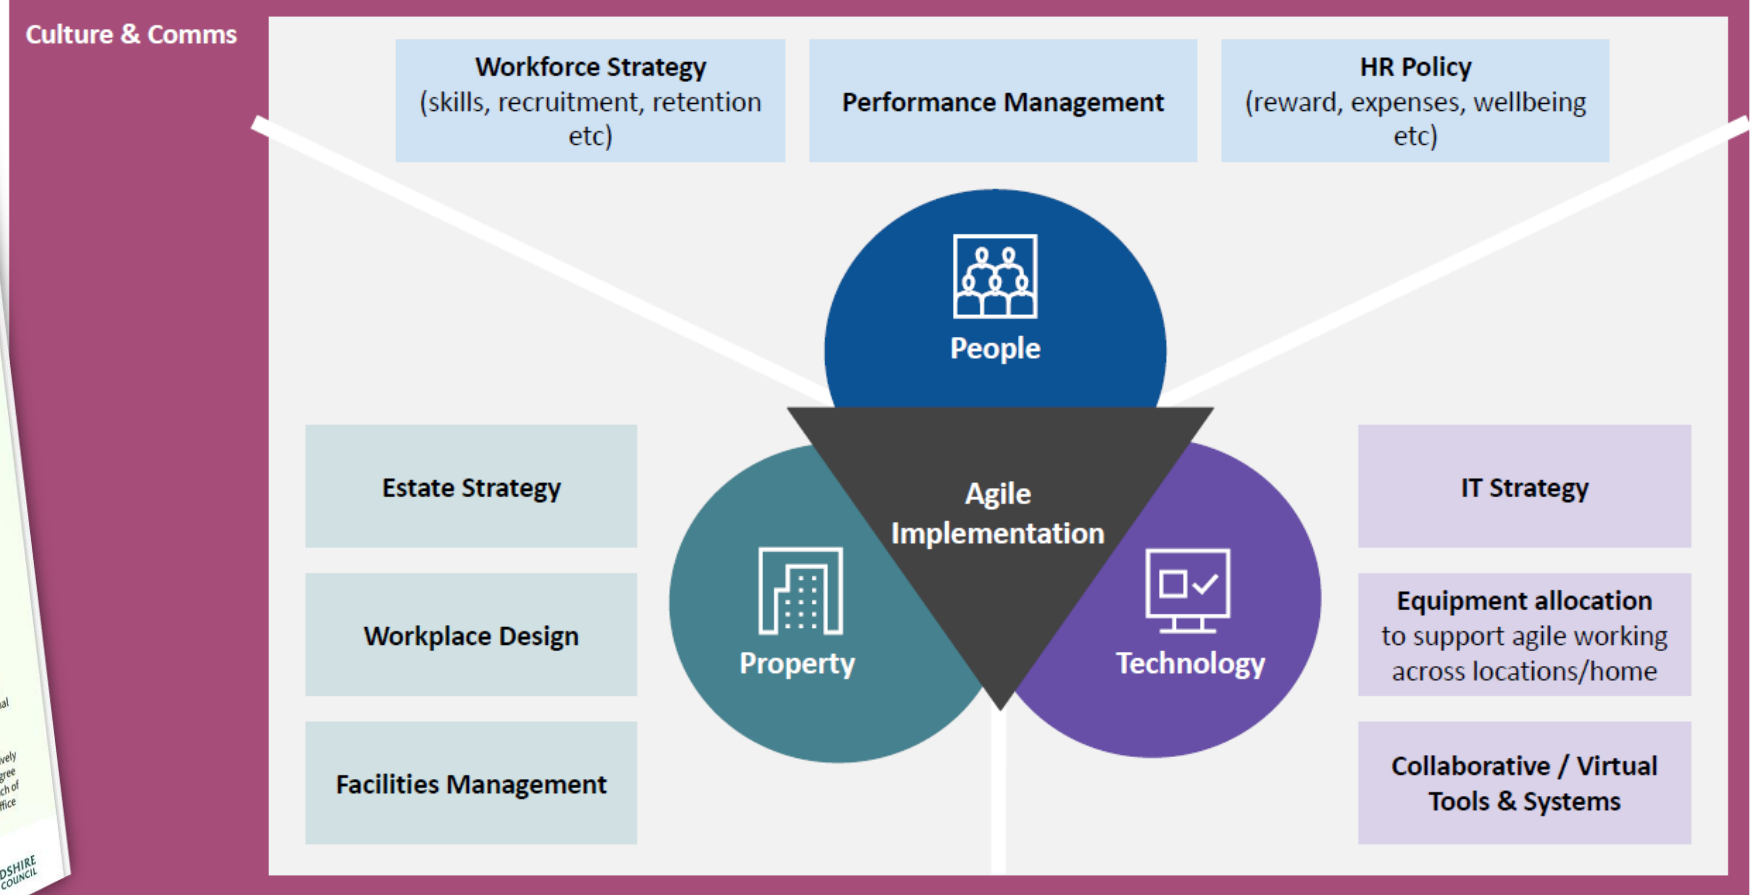 Culture & Comms
Workforce Strategy
(skills, recruitment, retention
etc)
Performance Management
HR Policy
(reward, expenses, wellbeing
etc)
People
Agile
Implementation
Property
Technology
Estate Strategy
Workplace Design
Facilities Management
IT Strategy
Equipment allocation
to support agile working
across locations/home
Collaborative / Virtual
Tools & Systems
COUNCIL